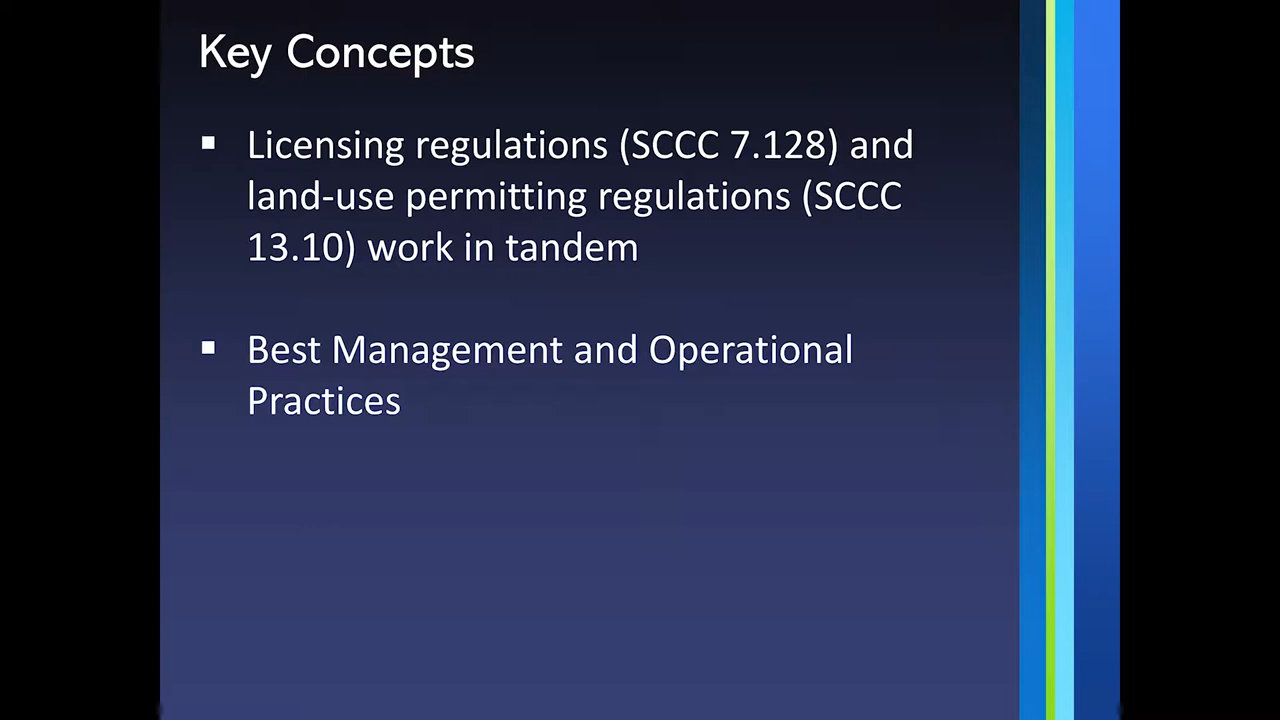 Key Concepts
▪ Licensing regulations (SCCC 7.128) and
land-use permitting regulations (SCCC
13.10) work in tandem
▪ Best Management and Operational
Practices